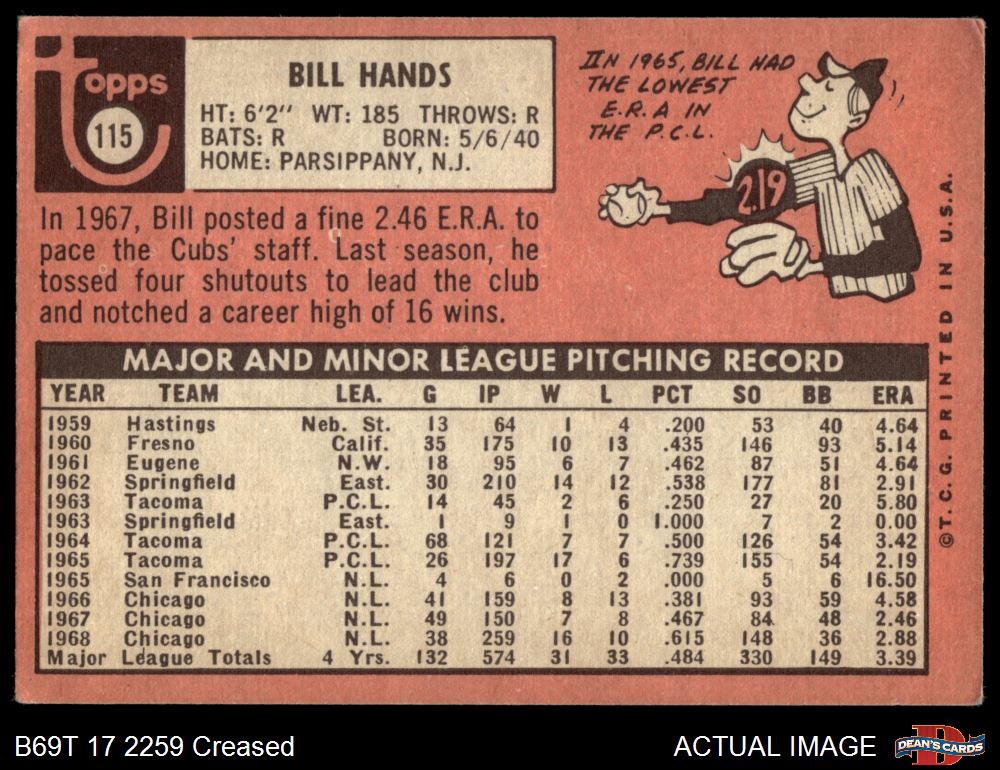 Topps
115
BILL HANDS
HT: 6'2" WT: 185 THROWS: R
BATS: R BORN: 5/6/40
HOME: PARSIPPANY, N.J.
IN 1965, BILL HAD
THE LOWEST
E.R.A IN
THE P.C.L.
2.19
In 1967, Bill posted a fine 2.46 E.R.A. to
pace the Cubs' staff. Last season, he
tossed four shutouts to lead the club
and notched a career high of 16 wins.
MAJOR AND MINOR LEAGUE PITCHING RECORD
YEAR TEAM LEA. G IP W L PCT SO BB ERA
1959 Hastings Neb. St. 13 64 1 4 .200 53 40 4.64
1960 Fresno Calif. 35 175 10 13 .435 146 93 5.14
1961 Eugene N.W. 18 95 6 7 .462 87 51 4.64
1962 Springfield East. 30 210 14 12 .538 177 81 2.91
1963 Tacoma P.C.L. 14 45 2 6 .250 27 20 5.80
1963 Springfield East. 1 9 1 0 1.000 7 2 0.00
1964 Tacoma P.C.L. 68 121 7 7 .500 126 54 3.42
1965 Tacoma P.C.L. 26 197 17 6 .739 155 54 2.19
1965 San Francisco N.L. 4 6 0 2 .000 5 6 16.50
1966 Chicago N.L. 41 159 8 13 .381 93 59 4.58
1967 Chicago N.L. 49 150 7 8 .467 84 48 2.46
1968 Chicago N.L. 38 259 16 10 .615 148 36 2.88
Major League Totals 4 Yrs. 132 574 31 33 .484 330 149 3.39
©T.C.G. PRINTED IN U.S.A.
B69T 17 2259 Creased
ACTUAL IMAGE
D
DEAN'S CARDS